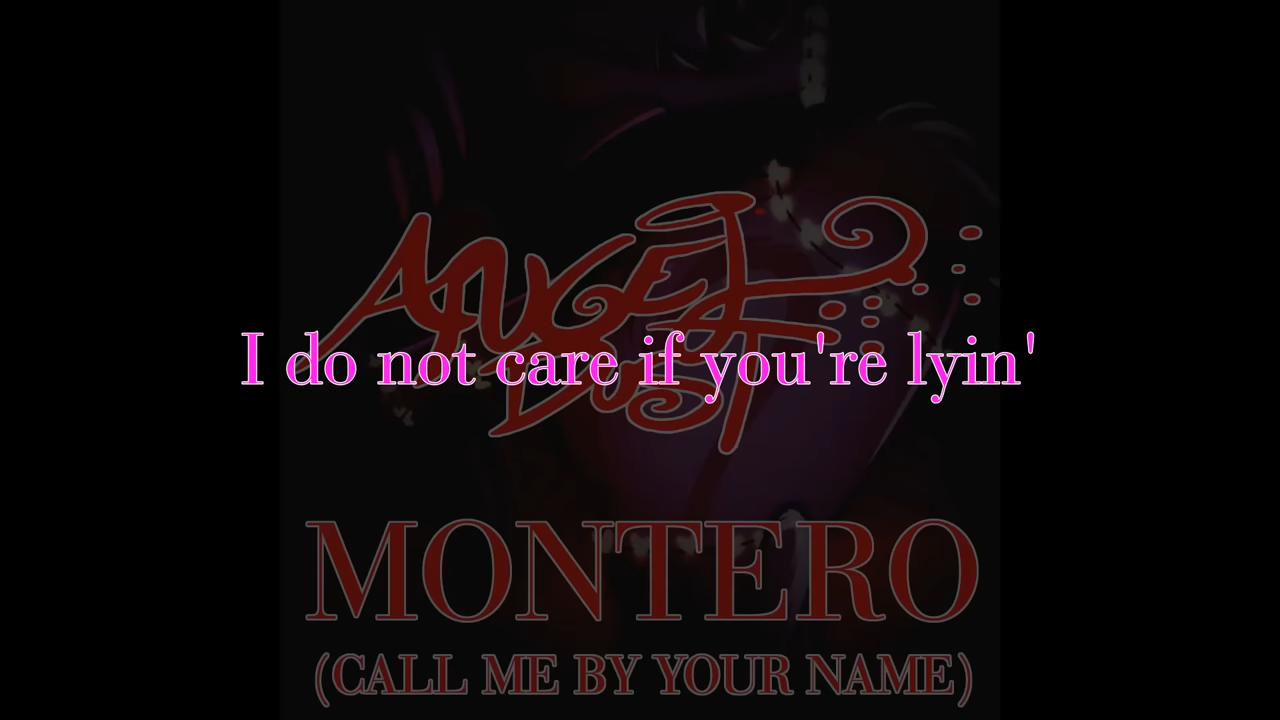 ANGEL
DUST
I do not care if you're lyin'
MONTERO
(CALL ME BY YOUR NAME)